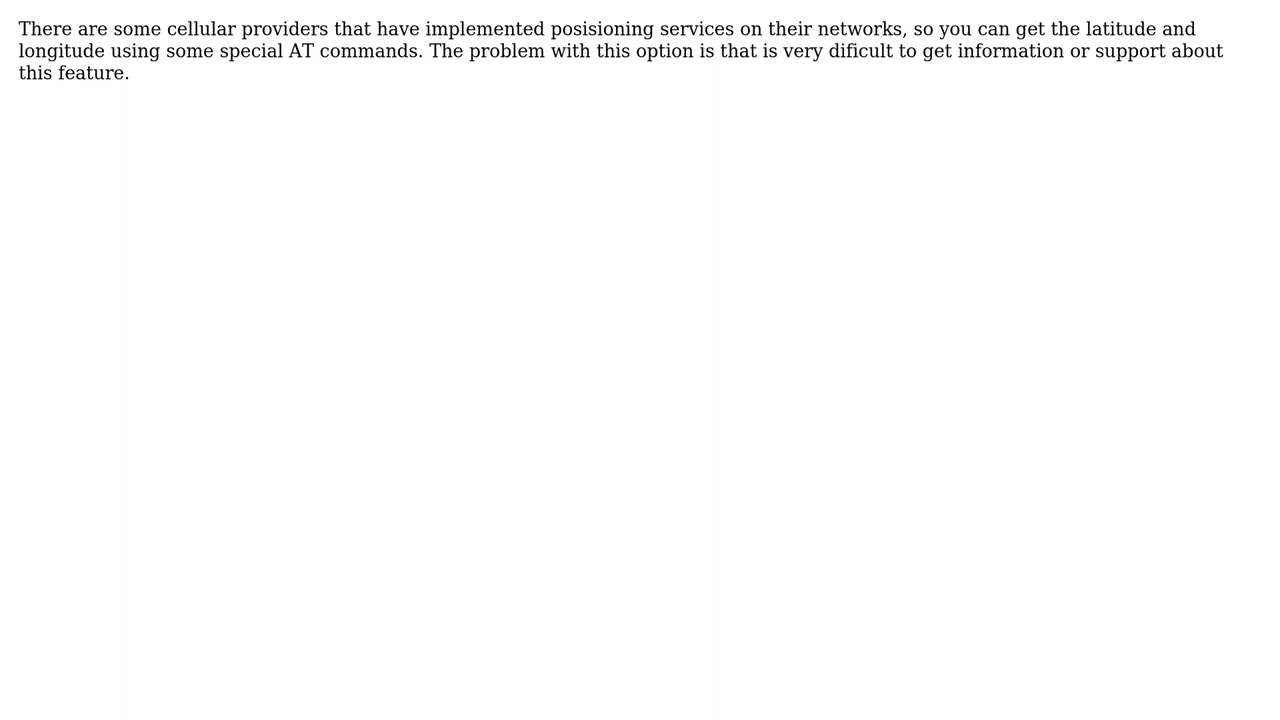 There are some cellular providers that have implemented posisioning services on their networks, so you can get the latitude and
longitude using some special AT commands. The problem with this option is that is very dificult to get information or support about
this feature.